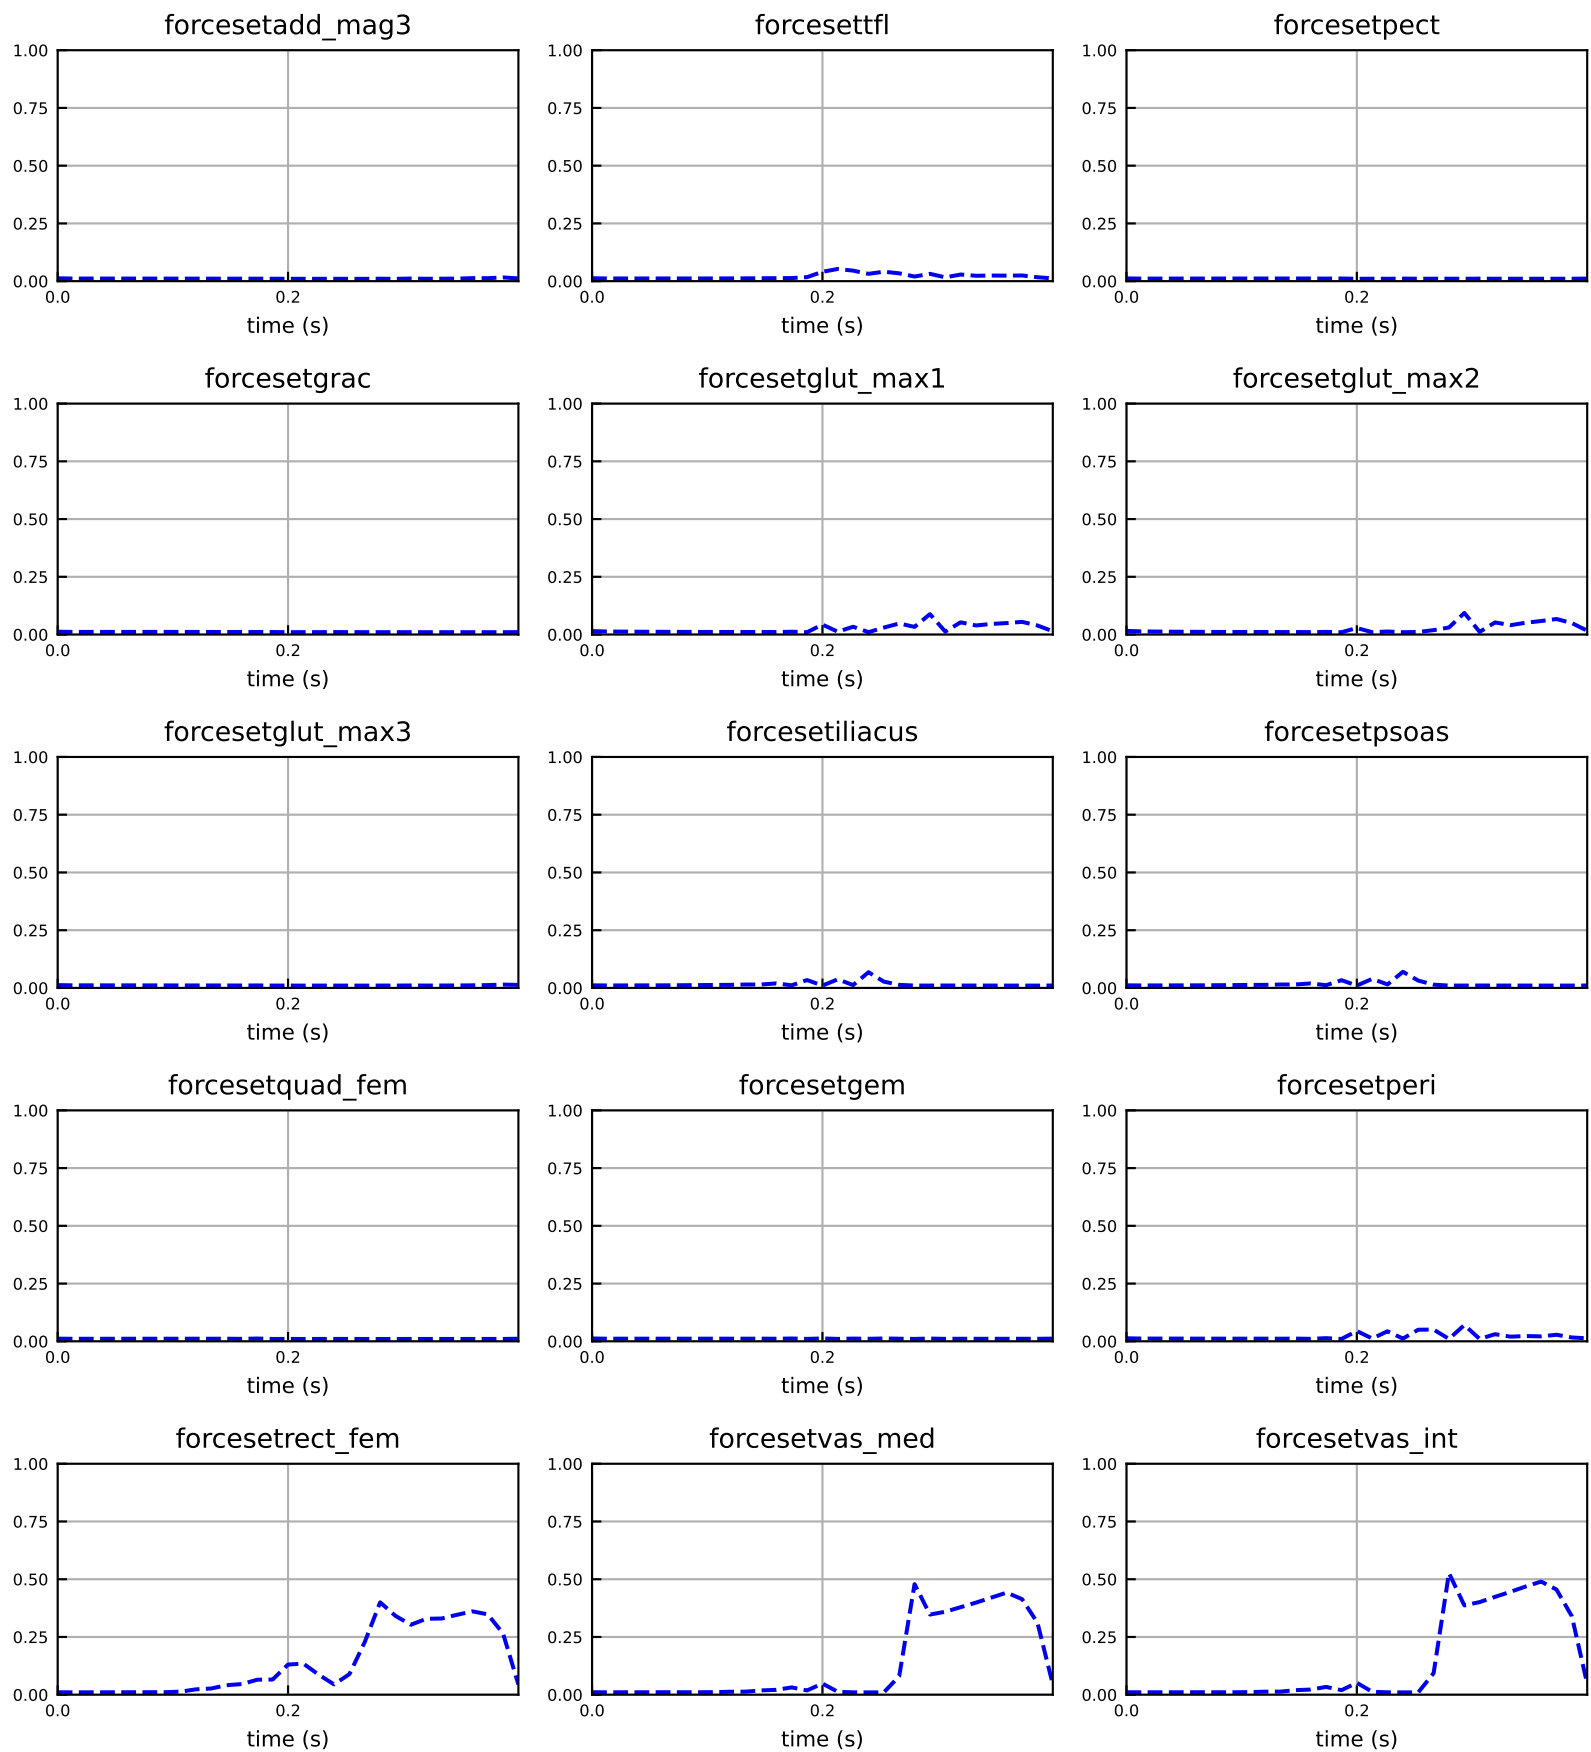 forcesetadd_mag3 forcesettfl forcesetpect
1.00 1.00 1.00
0.75 0.75 0.75
0.50 0.50 0.50
0.25 0.25 0.25
0.00 0.00 0.00
0.0 0.2 0.0 0.2 0.0 0.2
time (s) time (s) time (s)
forcesetgrac forcesetglut_max1 forcesetglut_max2
1.00 1.00 1.00
0.75 0.75 0.75
0.50 0.50 0.50
0.25 0.25 0.25
0.00 0.00 0.00
0.0 0.2 0.0 0.2 0.0 0.2
time (s) time (s) time (s)
forcesetglut_max3 forcesetiliacus forcesetpsoas
1.00 1.00 1.00
0.75 0.75 0.75
0.50 0.50 0.50
0.25 0.25 0.25
0.00 0.00 0.00
0.0 0.2 0.0 0.2 0.0 0.2
time (s) time (s) time (s)
forcesetquad_fem forcesetgem forcesetperi
1.00 1.00 1.00
0.75 0.75 0.75
0.50 0.50 0.50
0.25 0.25 0.25
0.00 0.00 0.00
0.0 0.2 0.0 0.2 0.0 0.2
time (s) time (s) time (s)
forcesetrect_fem forcesetvas_med forcesetvas_int
1.00 1.00 1.00
0.75 0.75 0.75
0.50 0.50 0.50
0.25 0.25 0.25
0.00 0.00 0.00
0.0 0.2 0.0 0.2 0.0 0.2
time (s) time (s) time (s)